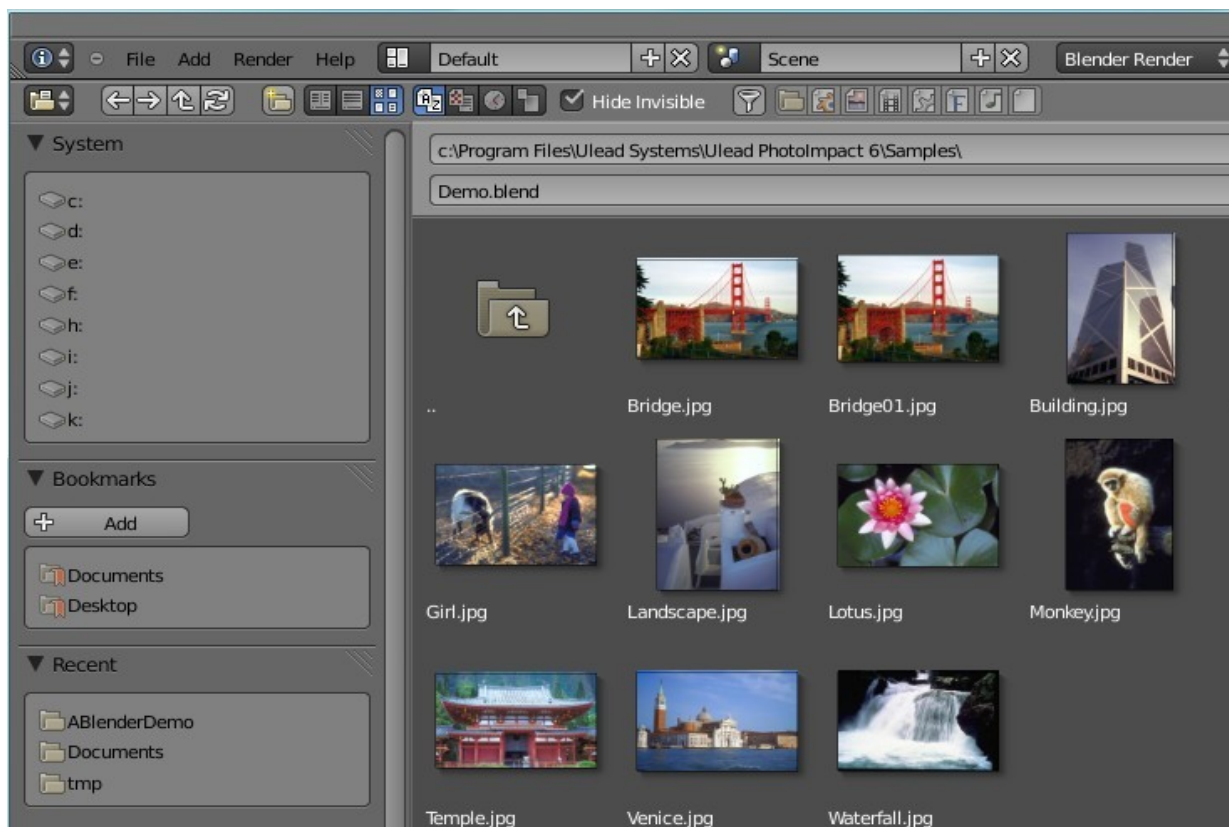 File Add Render Help Default Scene Blender Render
Hide Invisible
System
c:
d:
e:
f:
h:
i:
j:
k:
Bookmarks
Add
Documents
Desktop
Recent
ABlenderDemo
Documents
tmp
c:\Program Files\Ulead Systems\Ulead PhotoImpact 6\Samples\
Demo.blend
.. Bridge.jpg Bridge01.jpg Building.jpg
Girl.jpg Landscape.jpg Lotus.jpg Monkey.jpg
Temple.jpg Venice.jpg Waterfall.jpg